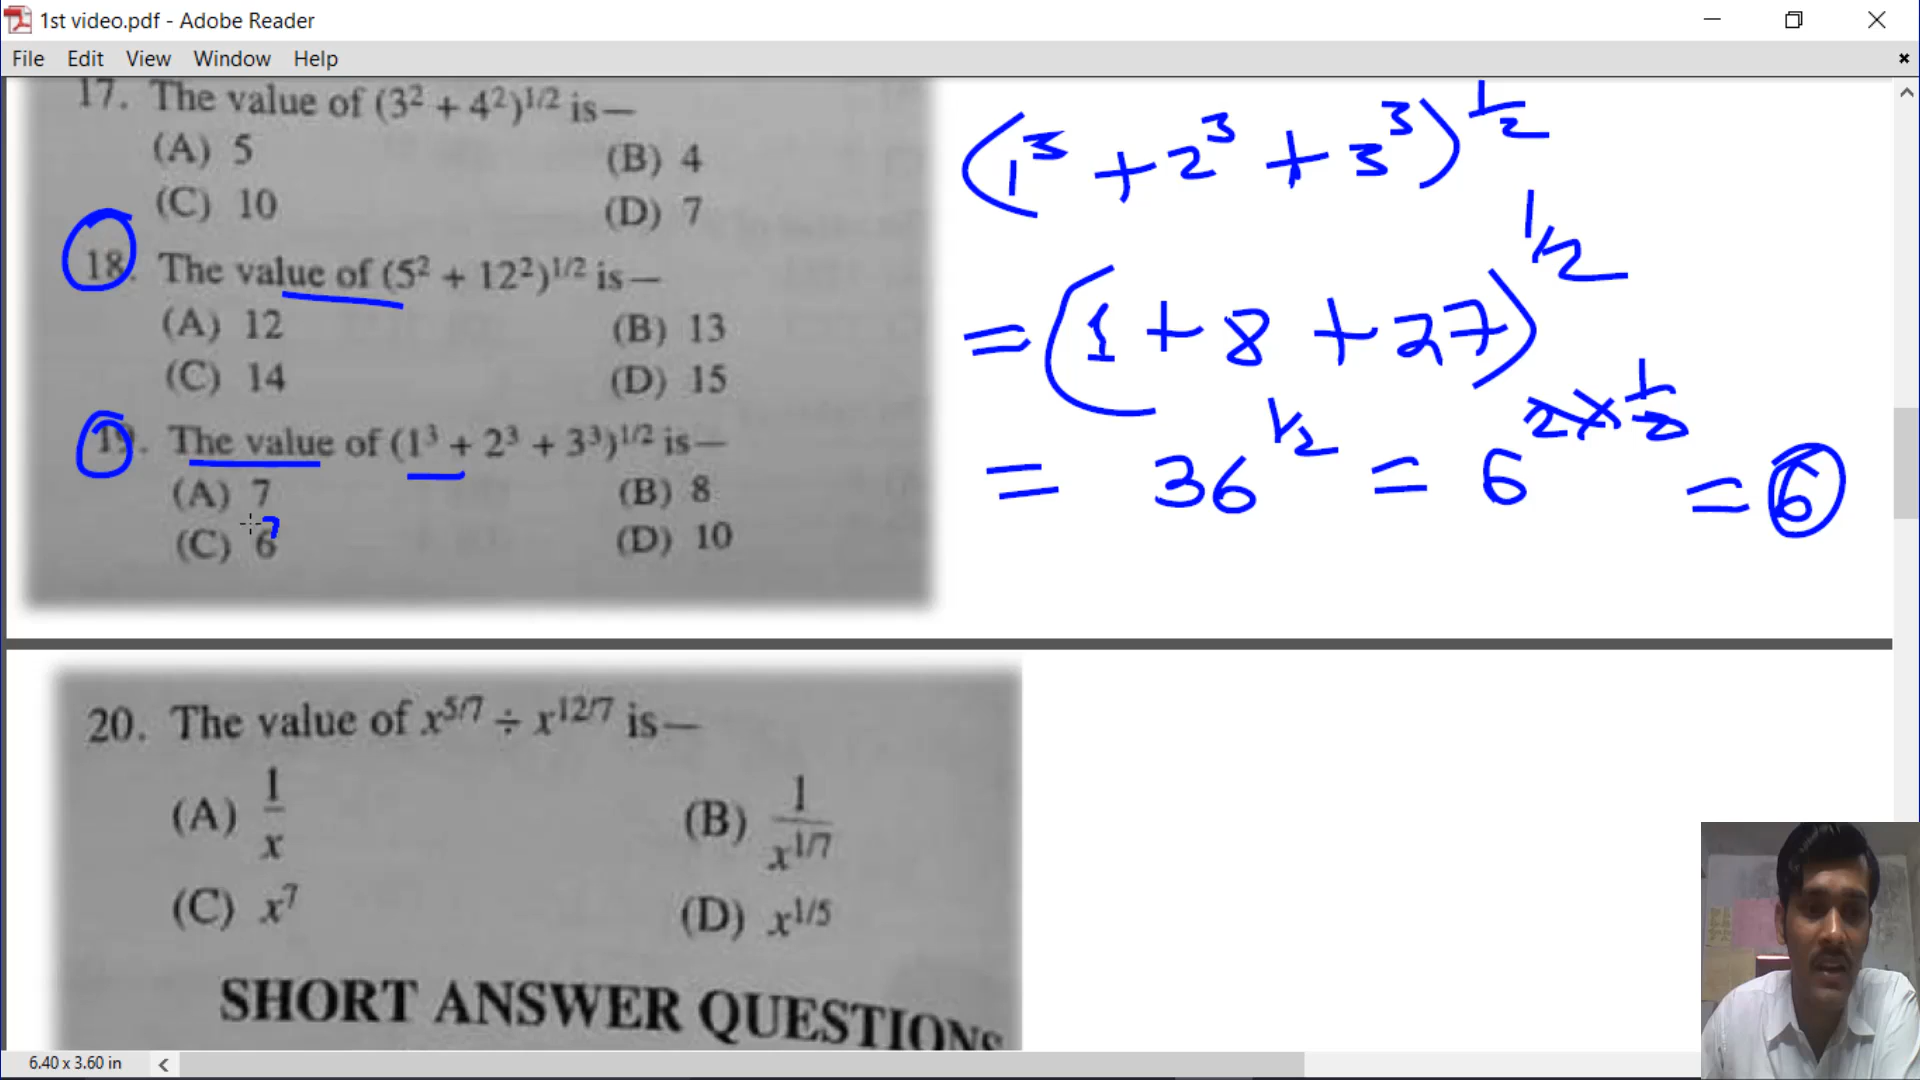 1st video.pdf - Adobe Reader
File Edit View Window Help
17. The value of (3² + 4²)^1/2 is—
(A) 5 (B) 4
(C) 10 (D) 7
18. The value of (5² + 12²)^1/2 is—
(A) 12 (B) 13
(C) 14 (D) 15
19. The value of (1³ + 2³ + 3³)^1/2 is—
(A) 7 (B) 8
(C) 6 (D) 10
(1³ + 2³ + 3³)^1/2
= (1 + 8 + 27)^1/2
= 36^1/2 = 6^2×1/2 = 6
20. The value of x^5/7 ÷ x^12/7 is—
(A) 1/x (B) 1/x^1/7
(C) x⁷ (D) x^1/5
SHORT ANSWER QUESTIONS
6.40 x 3.60 in